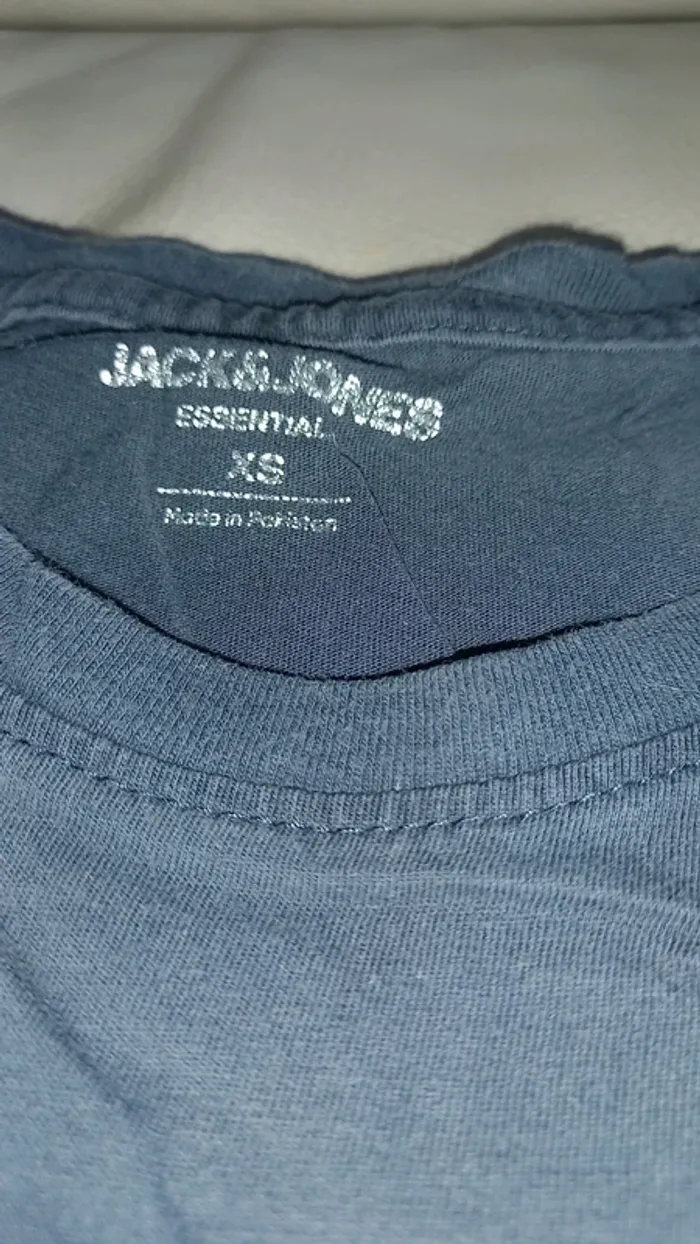 JACK&JONES
ESSENTIAL
XS
Made in Pakistan